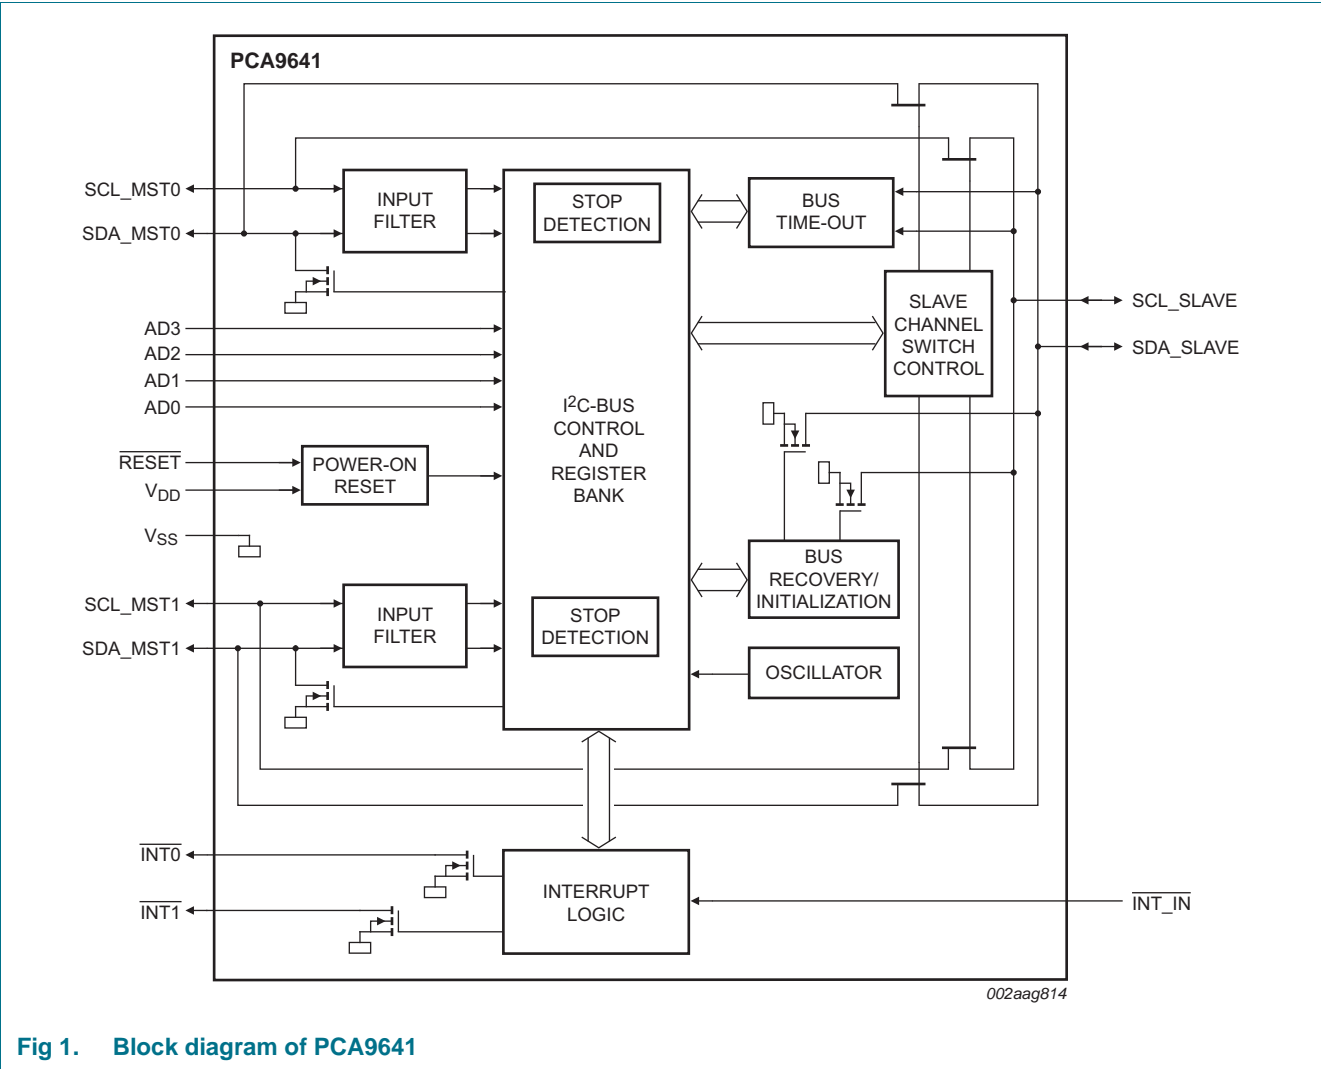 PCA9641
SCL_MST0
SDA_MST0
INPUT
FILTER
STOP
DETECTION
BUS
TIME-OUT
AD3
AD2
AD1
AD0
SLAVE
CHANNEL
SWITCH
CONTROL
SCL_SLAVE
SDA_SLAVE
I²C-BUS
CONTROL
AND
REGISTER
BANK
RESET
VDD
POWER-ON
RESET
VSS
BUS
RECOVERY/
INITIALIZATION
SCL_MST1
SDA_MST1
INPUT
FILTER
STOP
DETECTION
OSCILLATOR
INT0
INT1
INTERRUPT
LOGIC
INT_IN
002aag814
Fig 1. Block diagram of PCA9641